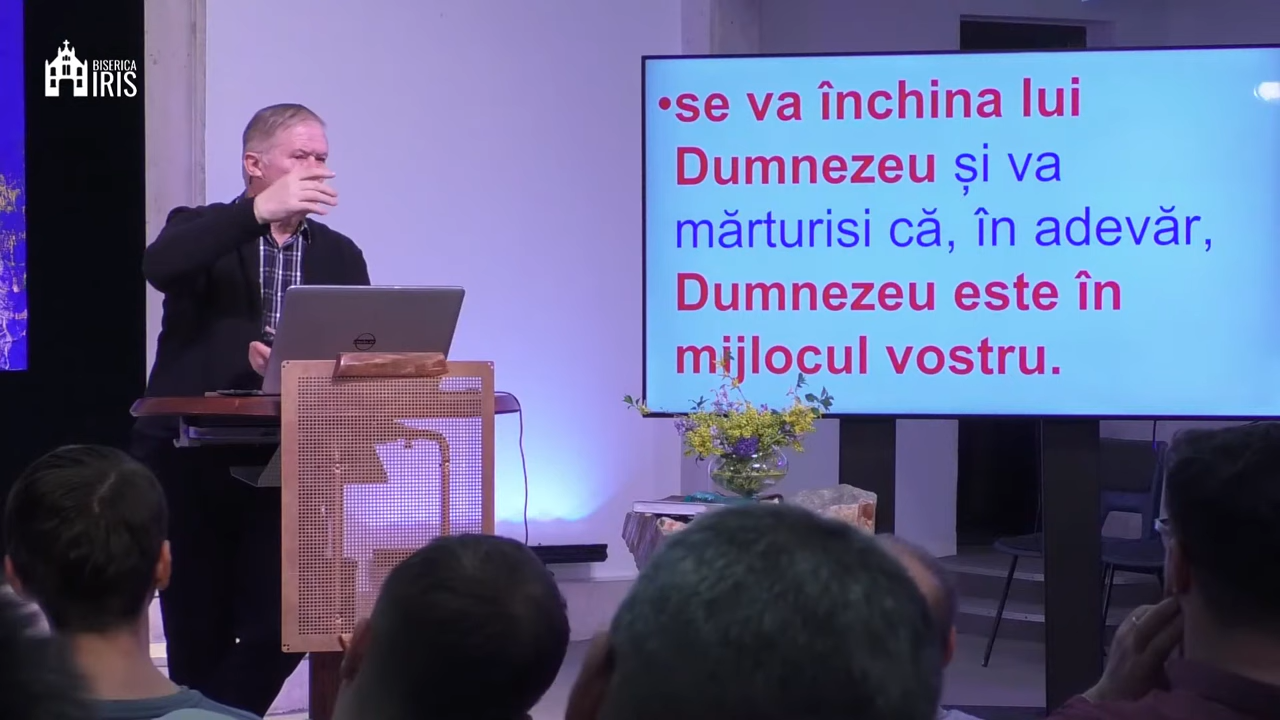 BISERICA
IRIS
•se va închina lui
Dumnezeu și va
mărturisi că, în adevăr,
Dumnezeu este în
mijlocul vostru.